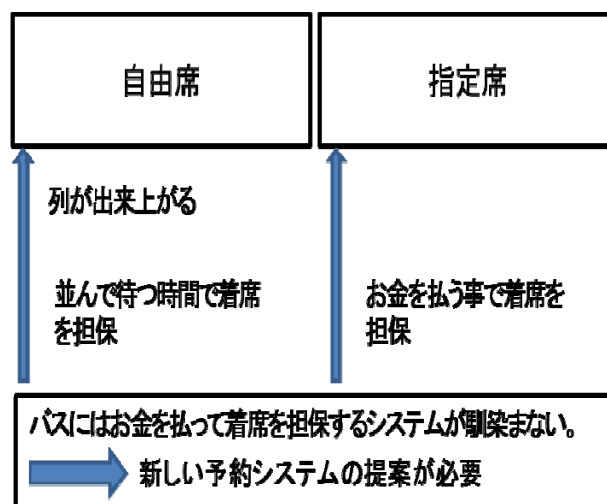 自由席
指定席
列が出来上がる
並んで待つ時間で着席
を担保
お金を払う事で着席を
担保
バスにはお金を払って着席を担保するシステムが馴染まない。
新しい予約システムの提案が必要